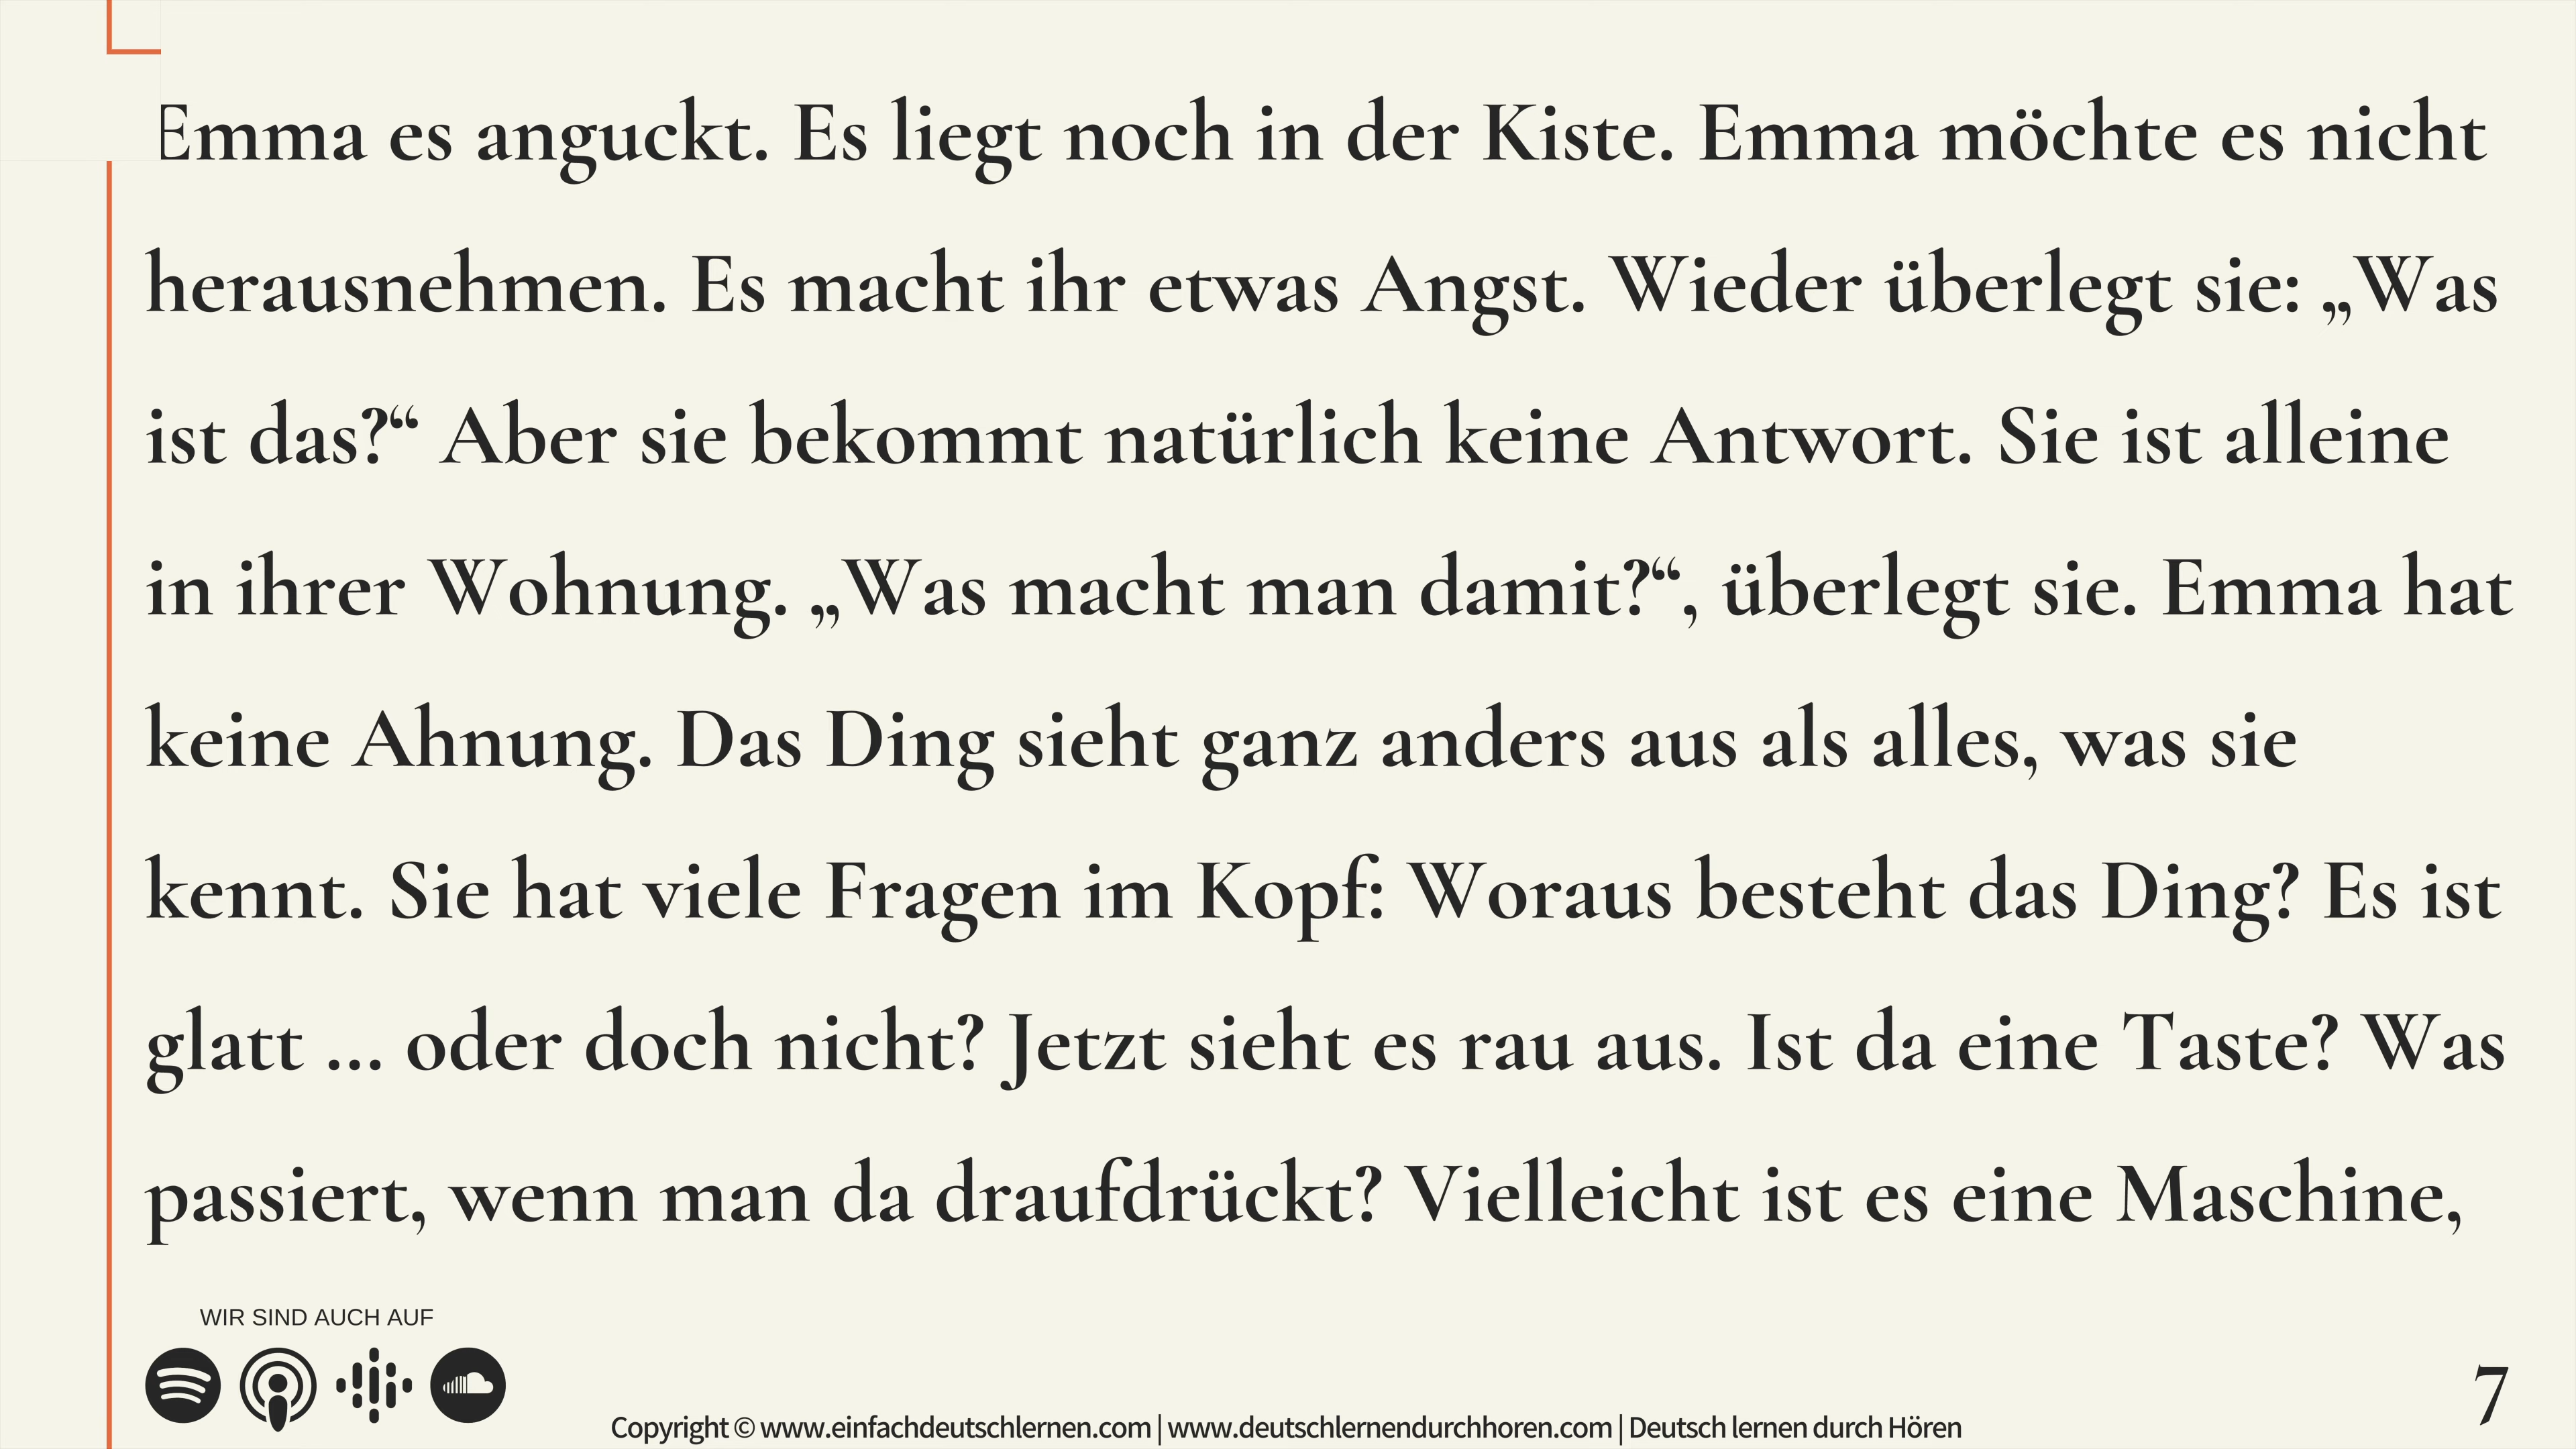 Emma es anguckt. Es liegt noch in der Kiste. Emma möchte es nicht
herausnehmen. Es macht ihr etwas Angst. Wieder überlegt sie: „Was
ist das?“ Aber sie bekommt natürlich keine Antwort. Sie ist alleine
in ihrer Wohnung. „Was macht man damit?“, überlegt sie. Emma hat
keine Ahnung. Das Ding sieht ganz anders aus als alles, was sie
kennt. Sie hat viele Fragen im Kopf: Woraus besteht das Ding? Es ist
glatt ... oder doch nicht? Jetzt sieht es rau aus. Ist da eine Taste? Was
passiert, wenn man da draufdrückt? Vielleicht ist es eine Maschine,
WIR SIND AUCH AUF
7
Copyright © www.einfachdeutschlernen.com | www.deutschlernendurchhoren.com | Deutsch lernen durch Hören